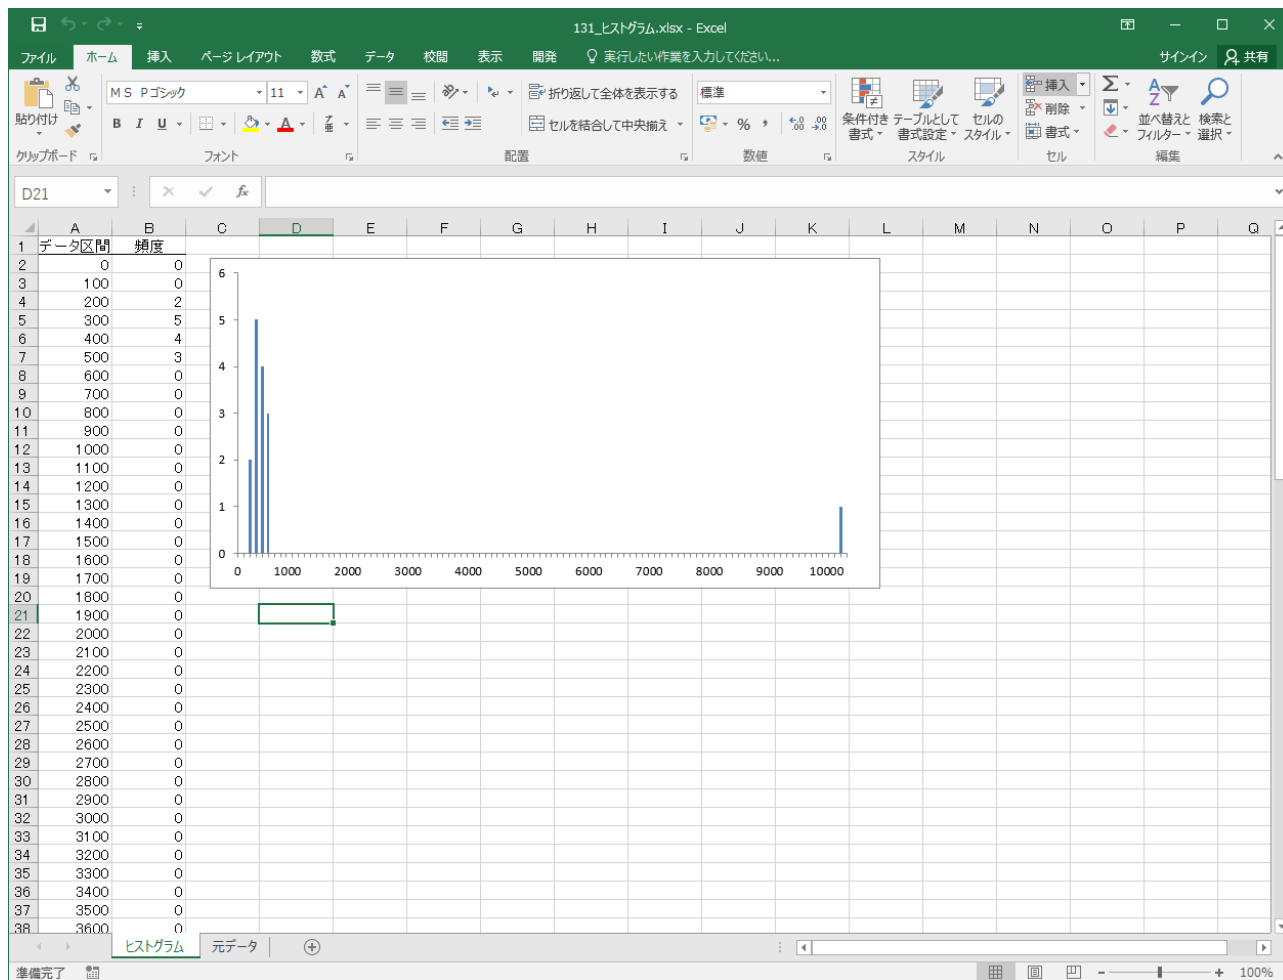 131_ヒストグラム.xlsx - Excel
ファイル ホーム 挿入 ページ レイアウト 数式 データ 校閲 表示 開発 実行したい作業を入力してください... サインイン 共有
貼り付け
MS Pゴシック 11 A A
B I U A
折り返して全体を表示する
セルを結合して中央揃え
標準
% , .0 .00 .00 .0
条件付き書式 テーブルとして書式設定 セルのスタイル
挿入
削除
書式
Σ
並べ替えとフィルター 検索と選択
クリップボード フォント 配置 数値 スタイル セル 編集
D21 fx
A B C D E F G H I J K L M N O P Q
1 データ区間 頻度
2 0 0
3 100 0
4 200 2
5 300 5
6 400 4
7 500 3
8 600 0
9 700 0
10 800 0
11 900 0
12 1000 0
13 1100 0
14 1200 0
15 1300 0
16 1400 0
17 1500 0
18 1600 0
19 1700 0
20 1800 0
21 1900 0
22 2000 0
23 2100 0
24 2200 0
25 2300 0
26 2400 0
27 2500 0
28 2600 0
29 2700 0
30 2800 0
31 2900 0
32 3000 0
33 3100 0
34 3200 0
35 3300 0
36 3400 0
37 3500 0
38 3600 0
6
5
4
3
2
1
0
0 1000 2000 3000 4000 5000 6000 7000 8000 9000 10000
ヒストグラム 元データ
準備完了 100%